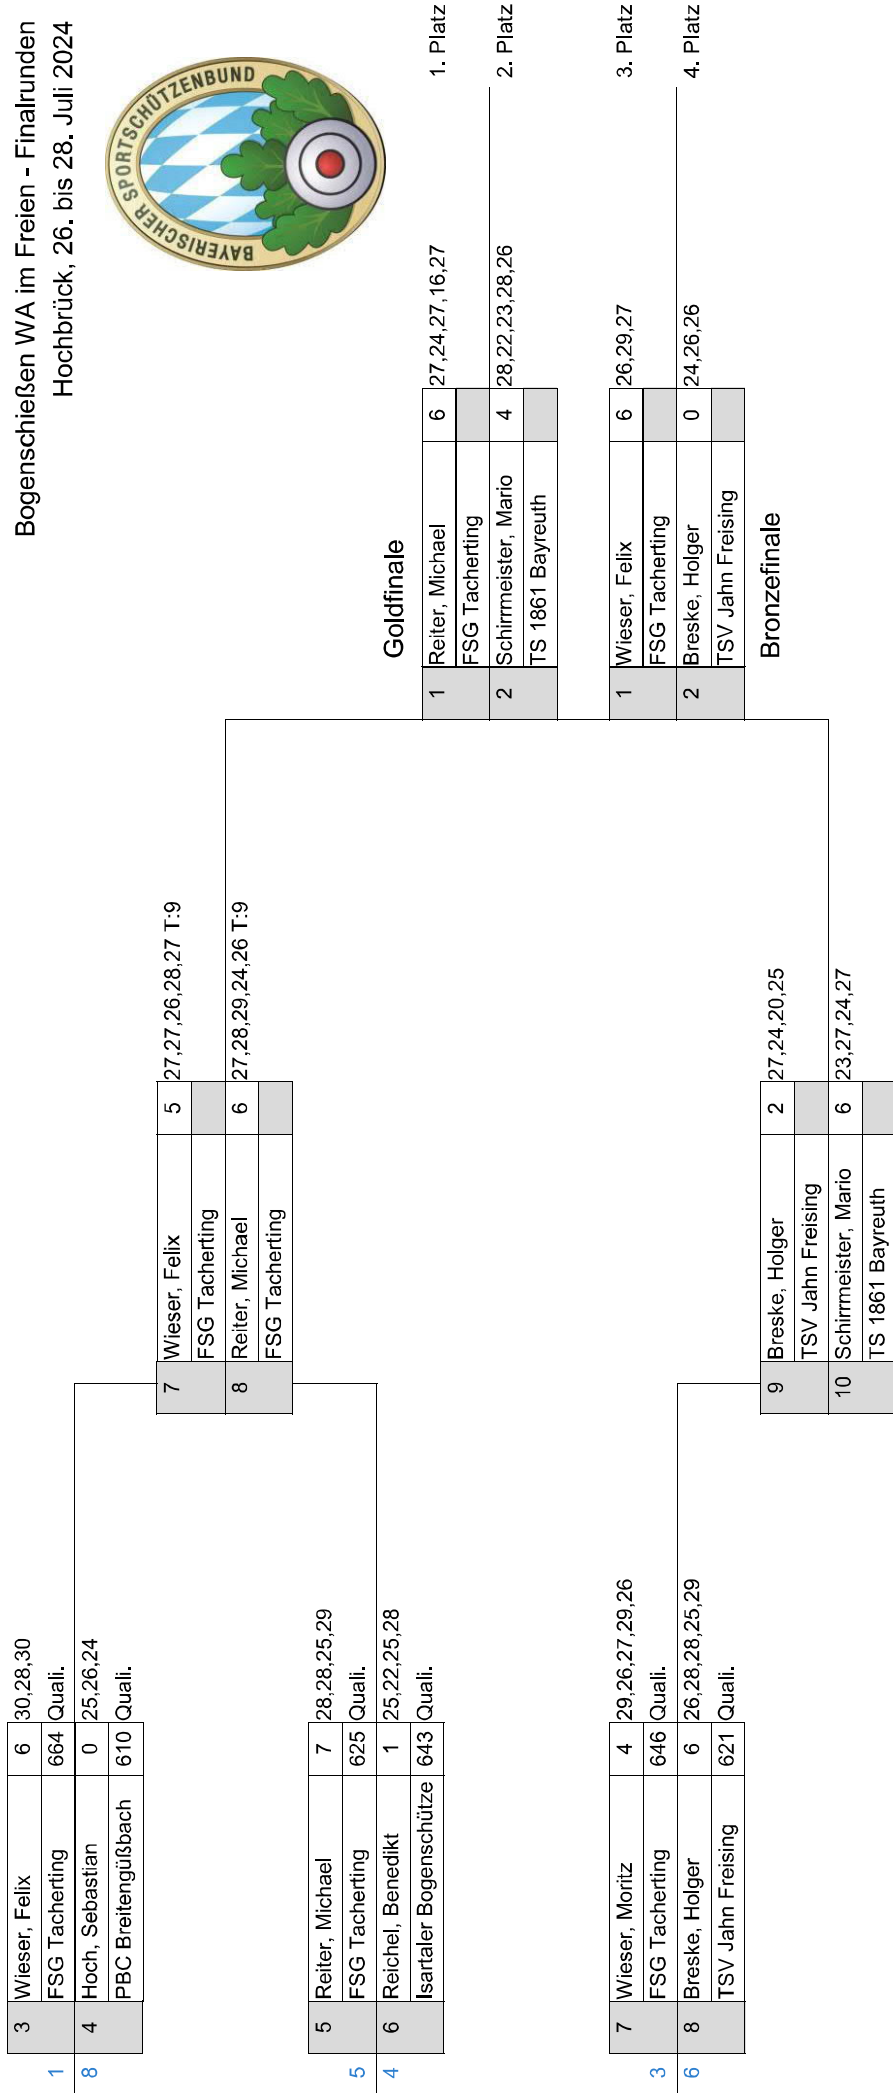 Bogenschießen WA im Freien - Finalrunden
Hochbrück, 26. bis 28. Juli 2024
BAYERISCHER SPORTSCHÜTZENBUND
1
3 Wieser, Felix 6 30,28,30
FSG Tacherting 664 Quali.
8
4 Hoch, Sebastian 0 25,26,24
PBC Breitengüßbach 610 Quali.
5
5 Reiter, Michael 7 28,28,25,29
FSG Tacherting 625 Quali.
4
6 Reichel, Benedikt 1 25,22,25,28
Isartaler Bogenschütze 643 Quali.
3
7 Wieser, Moritz 4 29,26,27,29,26
FSG Tacherting 646 Quali.
6
8 Breske, Holger 6 26,28,28,25,29
TSV Jahn Freising 621 Quali.
7 Wieser, Felix 5 27,27,26,28,27 T:9
FSG Tacherting
8 Reiter, Michael 6 27,28,29,24,26 T:9
FSG Tacherting
9 Breske, Holger 2 27,24,20,25
TSV Jahn Freising
10 Schirrmeister, Mario 6 23,27,24,27
TS 1861 Bayreuth
Goldfinale
1 Reiter, Michael 6 27,24,27,16,27 1. Platz
FSG Tacherting
2 Schirrmeister, Mario 4 28,22,23,28,26 2. Platz
TS 1861 Bayreuth
1 Wieser, Felix 6 26,29,27 3. Platz
FSG Tacherting
2 Breske, Holger 0 24,26,26 4. Platz
TSV Jahn Freising
Bronzefinale